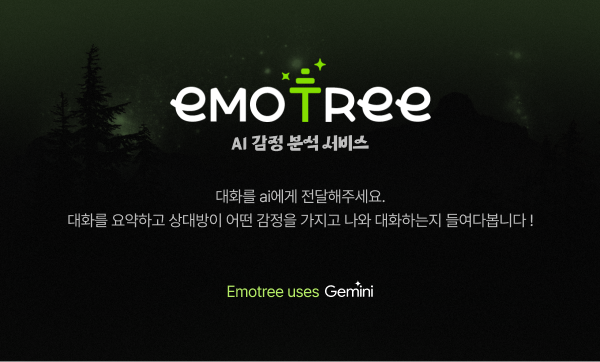 emoTree
AI 감정 분석 서비스
대화를 ai에게 전달해주세요.
대화를 요약하고 상대방이 어떤 감정을 가지고 나와 대화하는지 들여다봅니다 !
Emotree uses Gemini